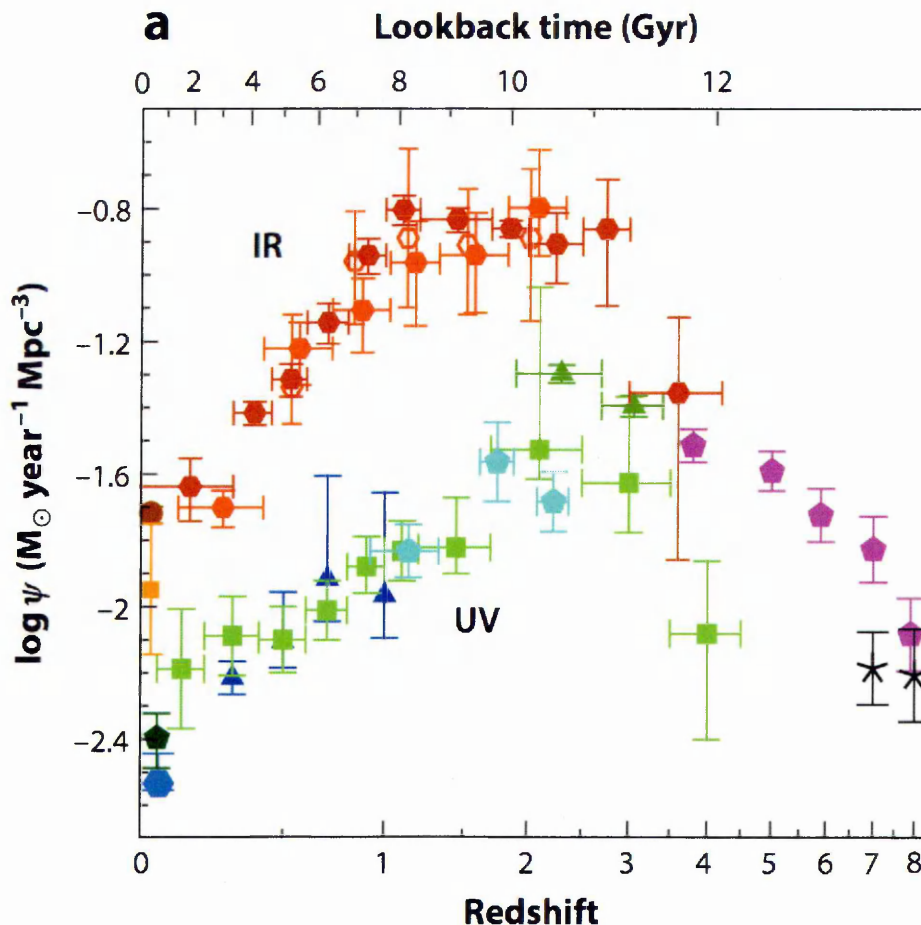 a
Lookback time (Gyr)
0 2 4 6 8 10 12
−0.8
−1.2
−1.6
−2
−2.4
log ψ (M⊙ year⁻¹ Mpc⁻³)
IR
UV
0 1 2 3 4 5 6 7 8
Redshift